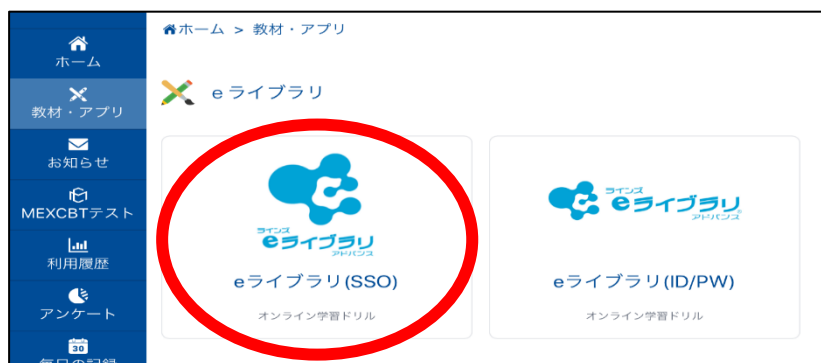 ホーム
教材・アプリ
お知らせ
MEXCBTテスト
利用履歴
アンケート
30
毎日の記録
ホーム > 教材・アプリ
eライブラリ
ラインズ
eライブラリ
アドバンス
eライブラリ(SSO)
オンライン学習ドリル
ラインズ
eライブラリ
アドバンス
eライブラリ(ID/PW)
オンライン学習ドリル